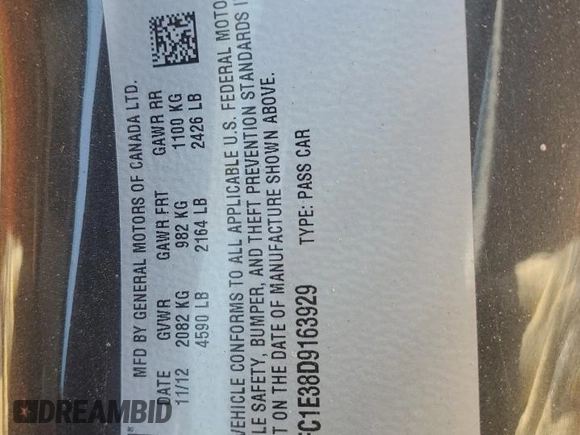 MFD BY GENERAL MOTORS OF CANADA LTD.
DATE GVWR GAWR FRT GAWR RR
11/12 2082 KG 982 KG 1100 KG
4590 LB 2164 LB 2426 LB
VEHICLE CONFORMS TO ALL APPLICABLE U.S. FEDERAL MOTO
LE SAFETY, BUMPER, AND THEFT PREVENTION STANDARDS I
T ON THE DATE OF MANUFACTURE SHOWN ABOVE.
C1E38D9163929 TYPE: PASS CAR
DREAMBID